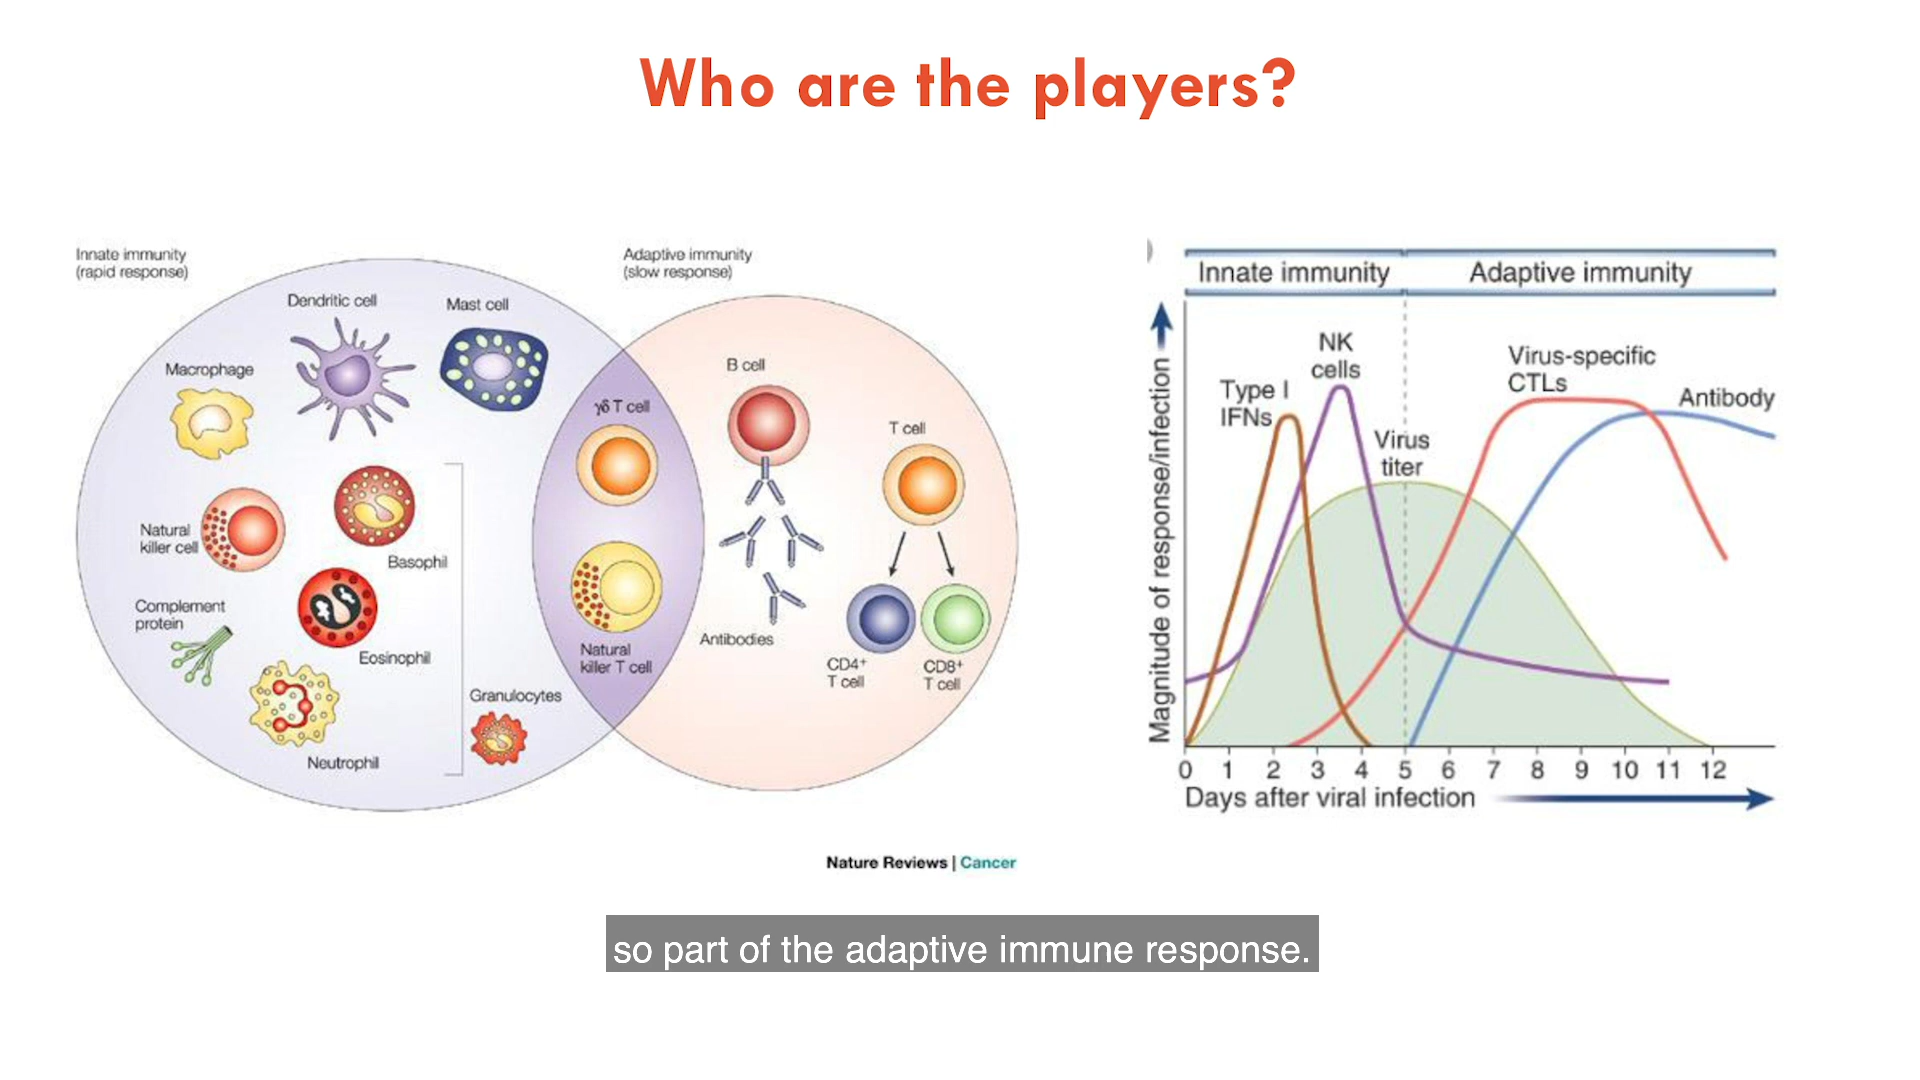 Who are the players?
Innate immunity
(rapid response)
Adaptive immunity
(slow response)
Dendritic cell
Mast cell
Macrophage
γδ T cell
B cell
T cell
Natural
killer cell
Basophil
Complement
protein
Eosinophil
Granulocytes
Neutrophil
Natural
killer T cell
Antibodies
CD4+
T cell
CD8+
T cell
Nature Reviews | Cancer
Innate immunity
Adaptive immunity
NK
cells
Type I
IFNs
Virus
titer
Virus-specific
CTLs
Antibody
Magnitude of response/infection
0 1 2 3 4 5 6 7 8 9 10 11 12
Days after viral infection
so part of the adaptive immune response.